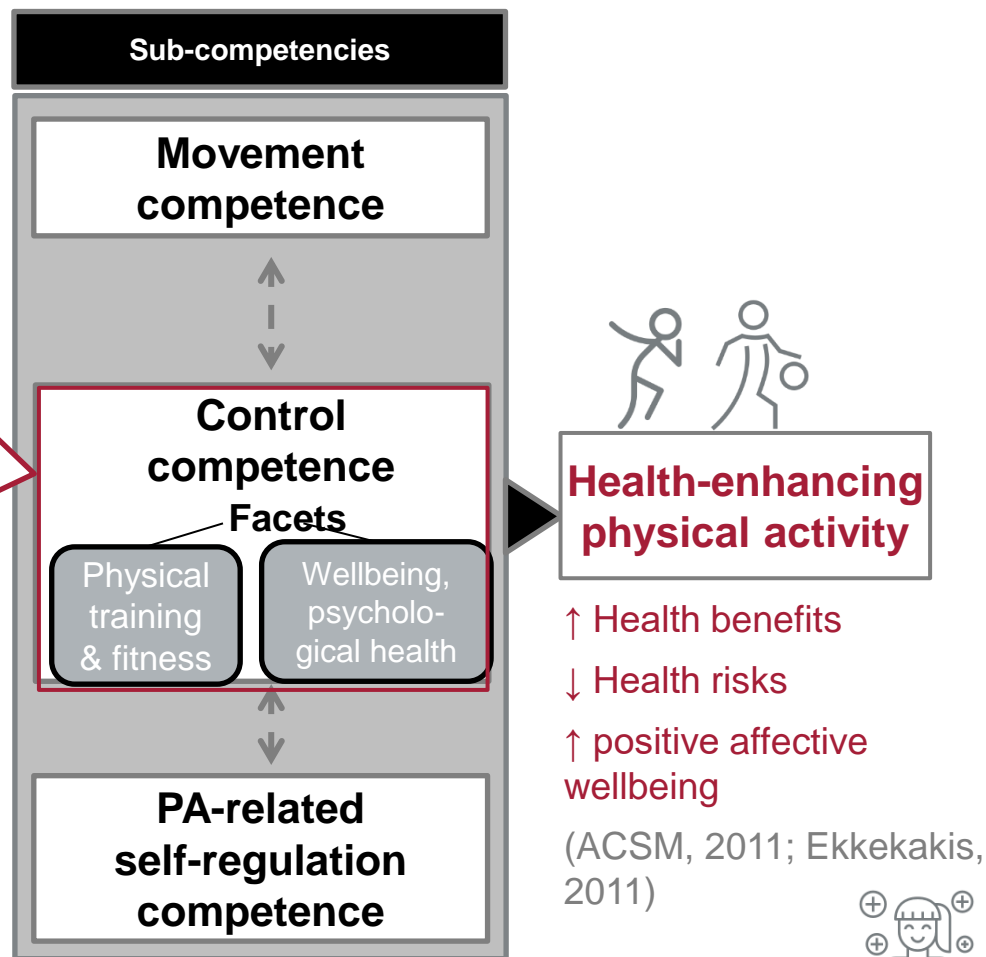 Sub-competencies
Movement
competence
Control
competence
Facets
Physical
training
& fitness
Wellbeing,
psycholo-
gical health
PA-related
self-regulation
competence
Health-enhancing
physical activity
↑ Health benefits
↓ Health risks
↑ positive affective
wellbeing
(ACSM, 2011; Ekkekakis,
2011)